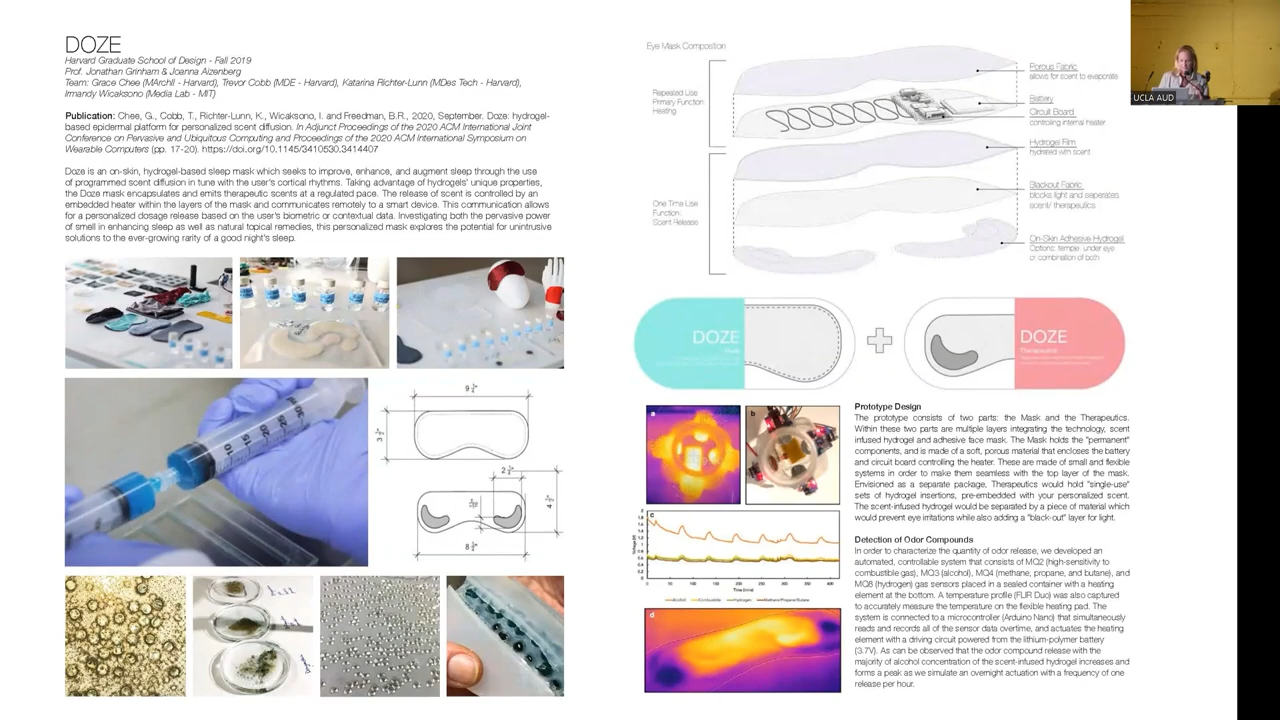 DOZE
Harvard Graduate School of Design - Fall 2019
Prof. Jonathan Grinham & Joanna Aizenberg
Team: Grace Chee (MArchII - Harvard), Trevor Cobb (MDE - Harvard), Katarina Richter-Lunn (MDes Tech - Harvard),
Irmandy Wicaksono (Media Lab - MIT)
Publication: Chee, G., Cobb, T., Richter-Lunn, K., Wicaksono, I. and Freedman, B.R., 2020, September. Doze: hydrogel-
based epidermal platform for personalized scent diffusion. In Adjunct Proceedings of the 2020 ACM International Joint
Conference on Pervasive and Ubiquitous Computing and Proceedings of the 2020 ACM International Symposium on
Wearable Computers (pp. 17-20). https://doi.org/10.1145/3410530.3414407
Doze is an on-skin, hydrogel-based sleep mask which seeks to improve, enhance, and augment sleep through the use
of programmed scent diffusion in tune with the user's cortical rhythms. Taking advantage of hydrogels' unique properties,
the Doze mask encapsulates and emits therapeutic scents at a regulated pace. The release of scent is controlled by an
embedded heater within the layers of the mask and communicates remotely to a smart device. This communication allows
for a personalized dosage release based on the user's biometric or contextual data. Investigating both the pervasive power
of smell in enhancing sleep as well as natural topical remedies, this personalized mask explores the potential for unintrusive
solutions to the ever-growing rarity of a good night's sleep.
Eye Mask Compostion
Repeated Use
Primary Function:
Heating
One Time Use
Function:
Scent Release
Porous Fabric
allows for scent to evaporate
Battery
Circuit Board
controlling internal heater
Hydrogel Film
hydrated with scent
Blackout Fabric
blocks light and seperates
scent/ therapeutics
On-Skin Adhesive Hydrogel
Options: temple, under eye
or combination of both
UCLA AUD
DOZE
DOZE
Therapeutics
a
b
c
d
Time (mins)
Alcohol
Combustible
Hydrogen
Methane/Propane/Butane
Prototype Design
The prototype consists of two parts: the Mask and the Therapeutics.
Within these two parts are multiple layers integrating the technology, scent
infused hydrogel and adhesive face mask. The Mask holds the "permanent"
components, and is made of a soft, porous material that encloses the battery
and circuit board controlling the heater. These are made of small and flexible
systems in order to make them seamless with the top layer of the mask.
Envisioned as a separate package, Therapeutics would hold "single-use"
sets of hydrogel insertions, pre-embedded with your personalized scent.
The scent-infused hydrogel would be separated by a piece of material which
would prevent eye irritations while also adding a "black-out" layer for light.
Detection of Odor Compounds
In order to characterize the quantity of odor release, we developed an
automated, controllable system that consists of MQ2 (high-sensitivity to
combustible gas), MQ3 (alcohol), MQ4 (methane, propane, and butane), and
MQ8 (hydrogen) gas sensors placed in a sealed container with a heating
element at the bottom. A temperature profile (FLIR Duo) was also captured
to accurately measure the temperature on the flexible heating pad. The
system is connected to a microcontroller (Arduino Nano) that simultaneously
reads and records all of the sensor data overtime, and actuates the heating
element with a driving circuit powered from the lithium-polymer battery
(3.7V). As can be observed that the odor compound release with the
majority of alcohol concentration of the scent-infused hydrogel increases and
forms a peak as we simulate an overnight actuation with a frequency of one
release per hour.